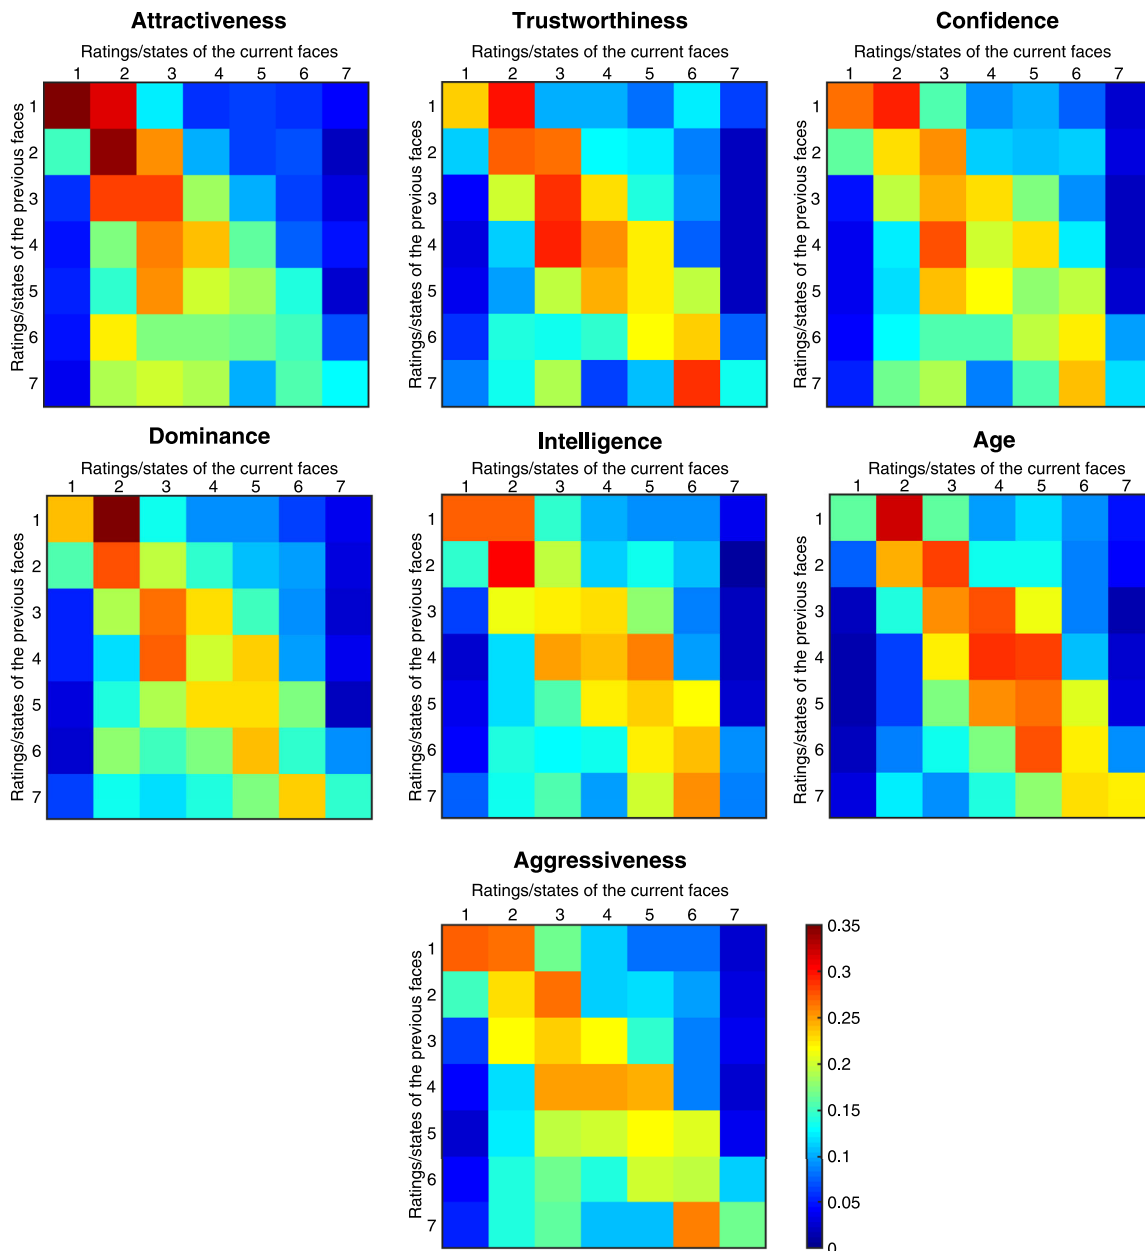 Attractiveness
Ratings/states of the current faces
1 2 3 4 5 6 7
Ratings/states of the previous faces
1
2
3
4
5
6
7
Trustworthiness
Ratings/states of the current faces
1 2 3 4 5 6 7
Ratings/states of the previous faces
1
2
3
4
5
6
7
Confidence
Ratings/states of the current faces
1 2 3 4 5 6 7
Ratings/states of the previous faces
1
2
3
4
5
6
7
Dominance
Ratings/states of the current faces
1 2 3 4 5 6 7
Ratings/states of the previous faces
1
2
3
4
5
6
7
Intelligence
Ratings/states of the current faces
1 2 3 4 5 6 7
Ratings/states of the previous faces
1
2
3
4
5
6
7
Age
Ratings/states of the current faces
1 2 3 4 5 6 7
Ratings/states of the previous faces
1
2
3
4
5
6
7
Aggressiveness
Ratings/states of the current faces
1 2 3 4 5 6 7
Ratings/states of the previous faces
1
2
3
4
5
6
7
0.35
0.3
0.25
0.2
0.15
0.1
0.05
0